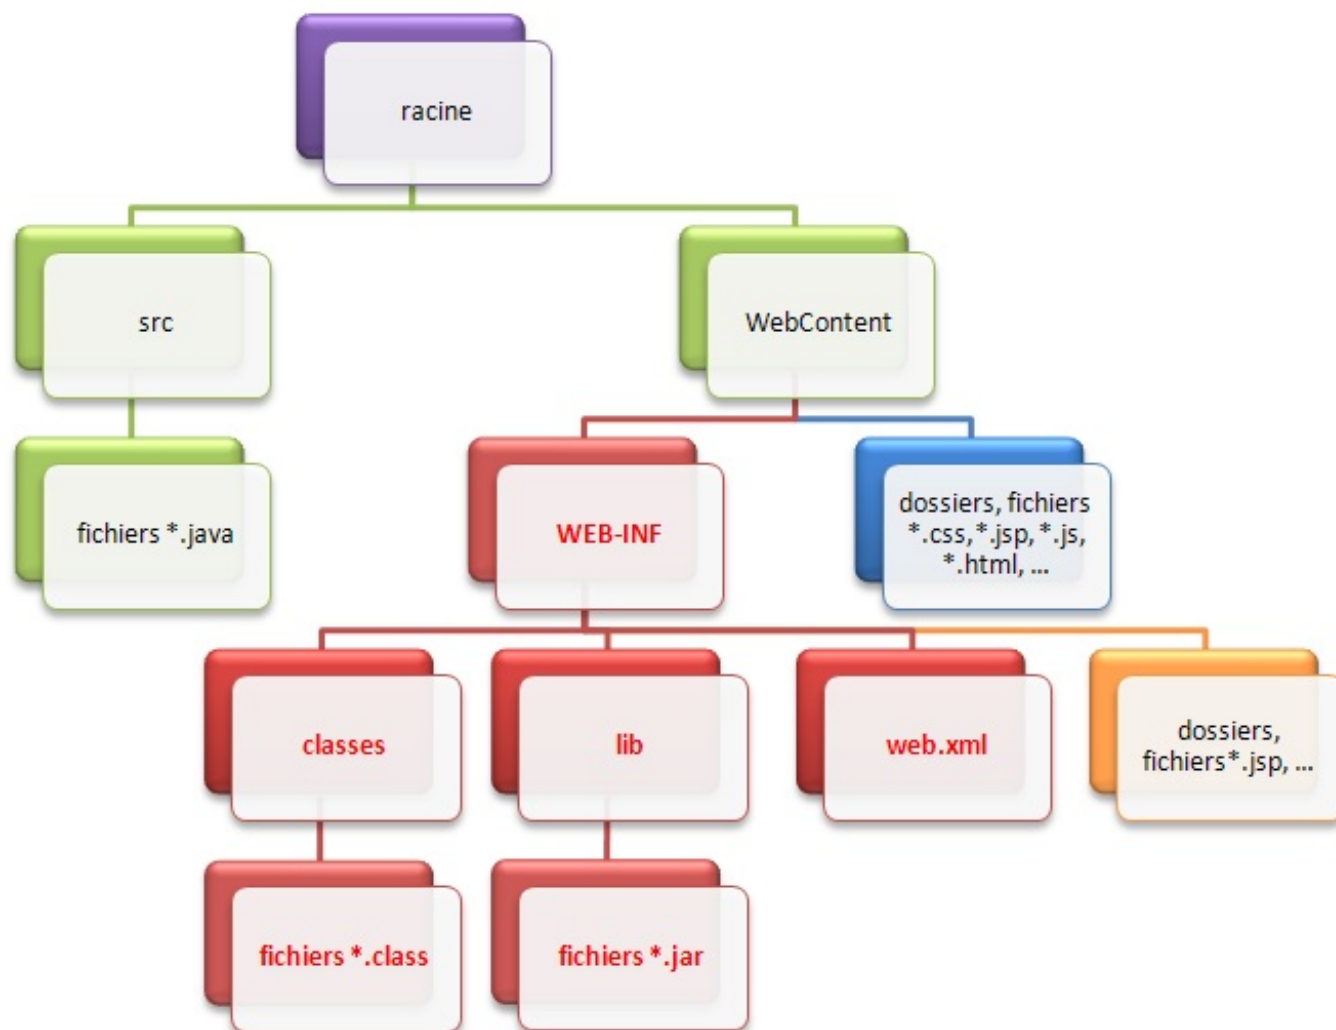 racine
src
WebContent
fichiers *.java
WEB-INF
dossiers, fichiers
*.css,*.jsp, *.js,
*.html, ...
classes
lib
web.xml
dossiers,
fichiers*.jsp, ...
fichiers *.class
fichiers *.jar